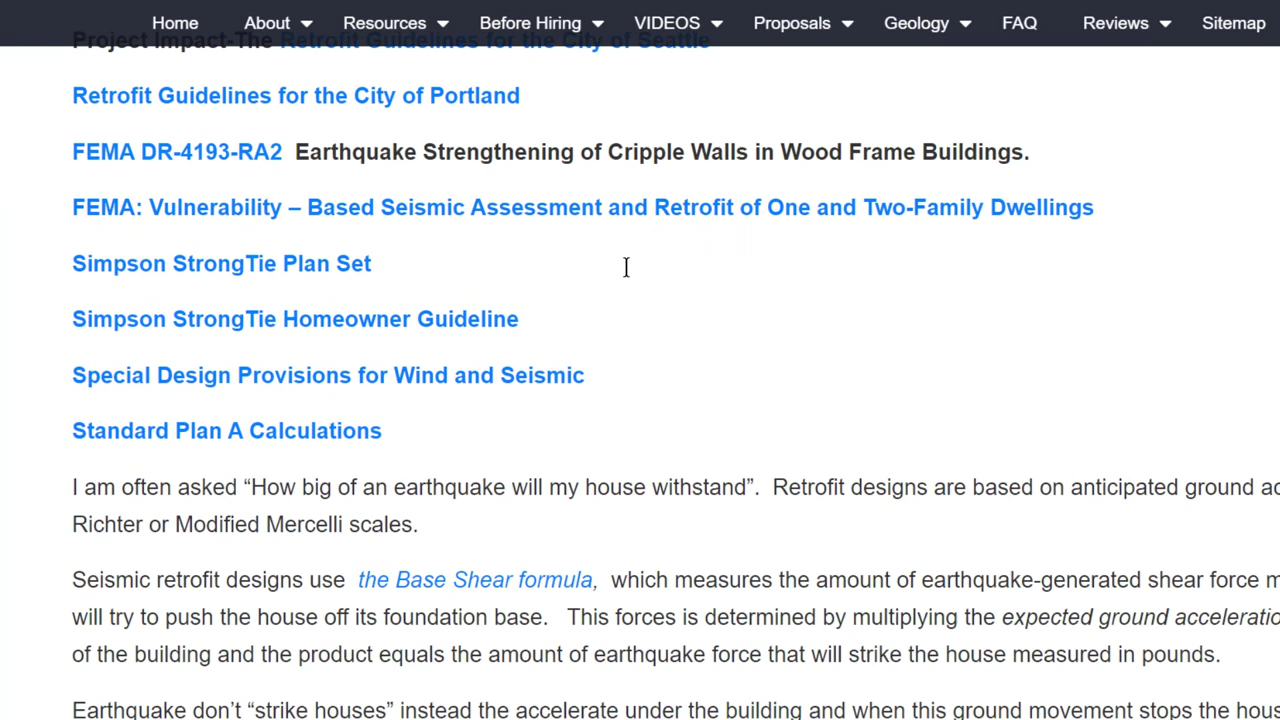 Home About Resources Before Hiring VIDEOS Proposals Geology FAQ Reviews Sitemap
Project Impact-The Retrofit Guidelines for the City of Seattle
Retrofit Guidelines for the City of Portland
FEMA DR-4193-RA2 Earthquake Strengthening of Cripple Walls in Wood Frame Buildings.
FEMA: Vulnerability – Based Seismic Assessment and Retrofit of One and Two-Family Dwellings
Simpson StrongTie Plan Set
Simpson StrongTie Homeowner Guideline
Special Design Provisions for Wind and Seismic
Standard Plan A Calculations
I am often asked “How big of an earthquake will my house withstand”. Retrofit designs are based on anticipated ground
Richter or Modified Mercelli scales.
Seismic retrofit designs use the Base Shear formula, which measures the amount of earthquake-generated shear force
will try to push the house off its foundation base. This forces is determined by multiplying the expected ground
of the building and the product equals the amount of earthquake force that will strike the house measured in pounds.
Earthquake don’t “strike houses” instead the accelerate under the building and when this ground movement stops the